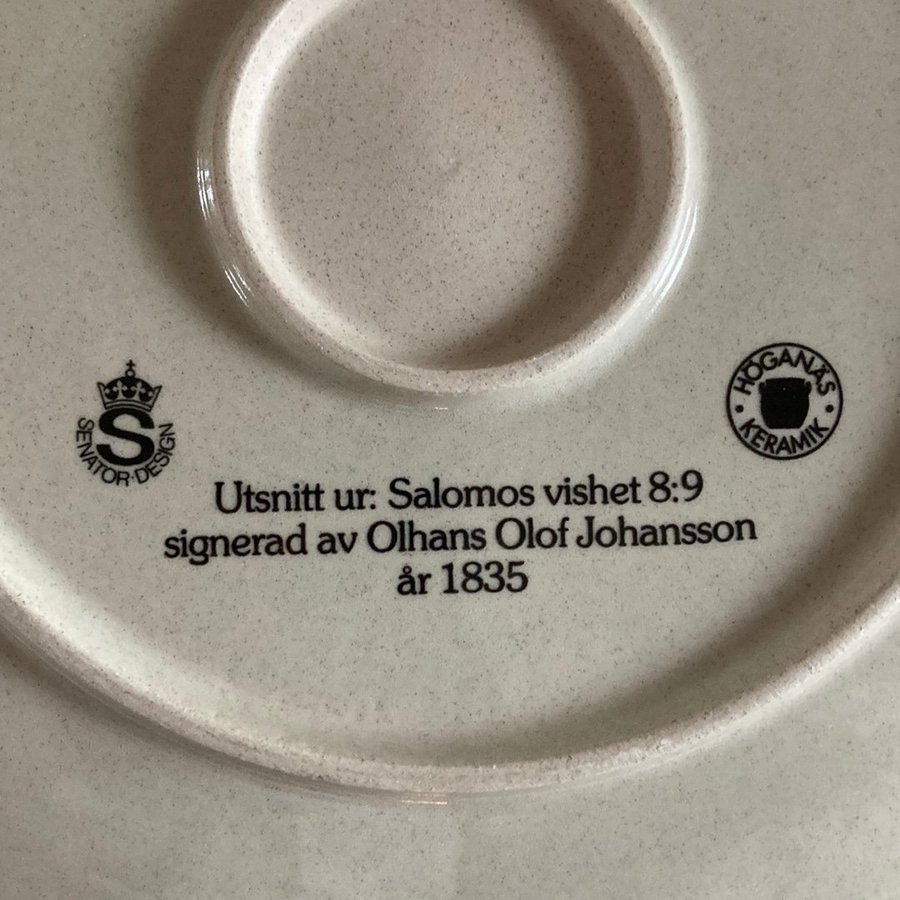 S
SENATOR·DESIGN
HÖGANÄS
· KERAMIK ·
Utsnitt ur: Salomos vishet 8:9
signerad av Olhans Olof Johansson
år 1835